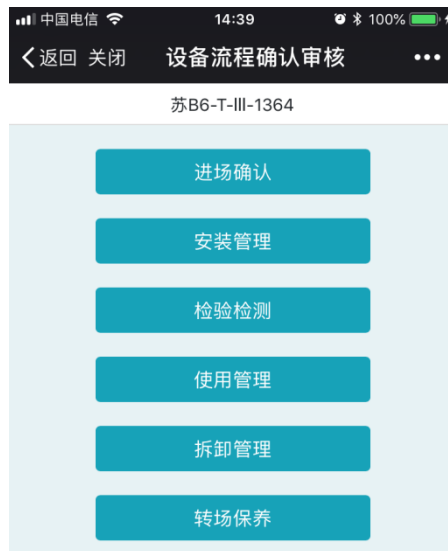 中国电信 14:39 100%
返回 关闭 设备流程确认审核
苏B6-T-Ⅲ-1364
进场确认
安装管理
检验检测
使用管理
拆卸管理
转场保养